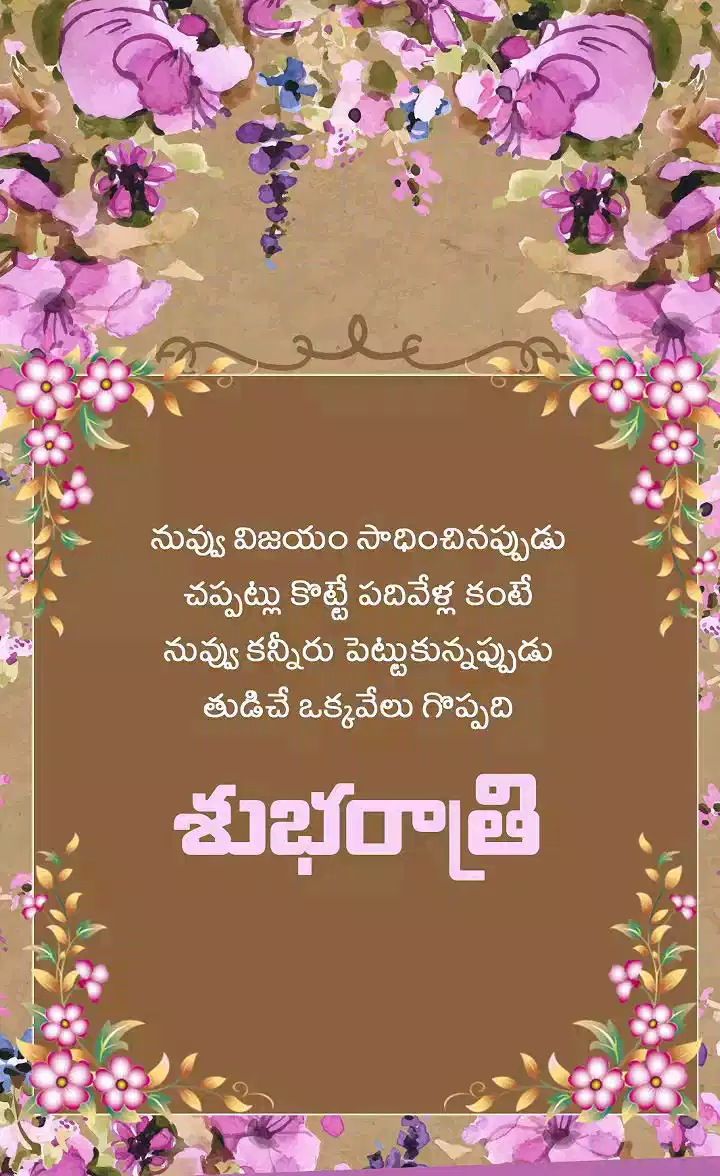 నువ్వు విజయం సాధించినప్పుడు
చప్పట్లు కొట్టే పదివేళ్ల కంటే
నువ్వు కన్నీరు పెట్టుకున్నప్పుడు
తుడిచే ఒక్కవేలు గొప్పది
శుభరాత్రి